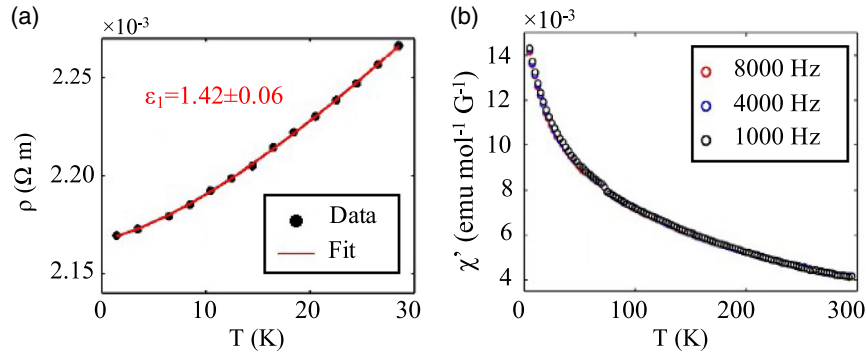 (a)
×10⁻³
2.25
2.20
2.15
ρ (Ω m)
ε₁=1.42±0.06
Data
Fit
0
10
20
30
T (K)
(b)
×10⁻³
14
12
10
8
6
4
χ’ (emu mol⁻¹ G⁻¹)
8000 Hz
4000 Hz
1000 Hz
0
100
200
300
T (K)